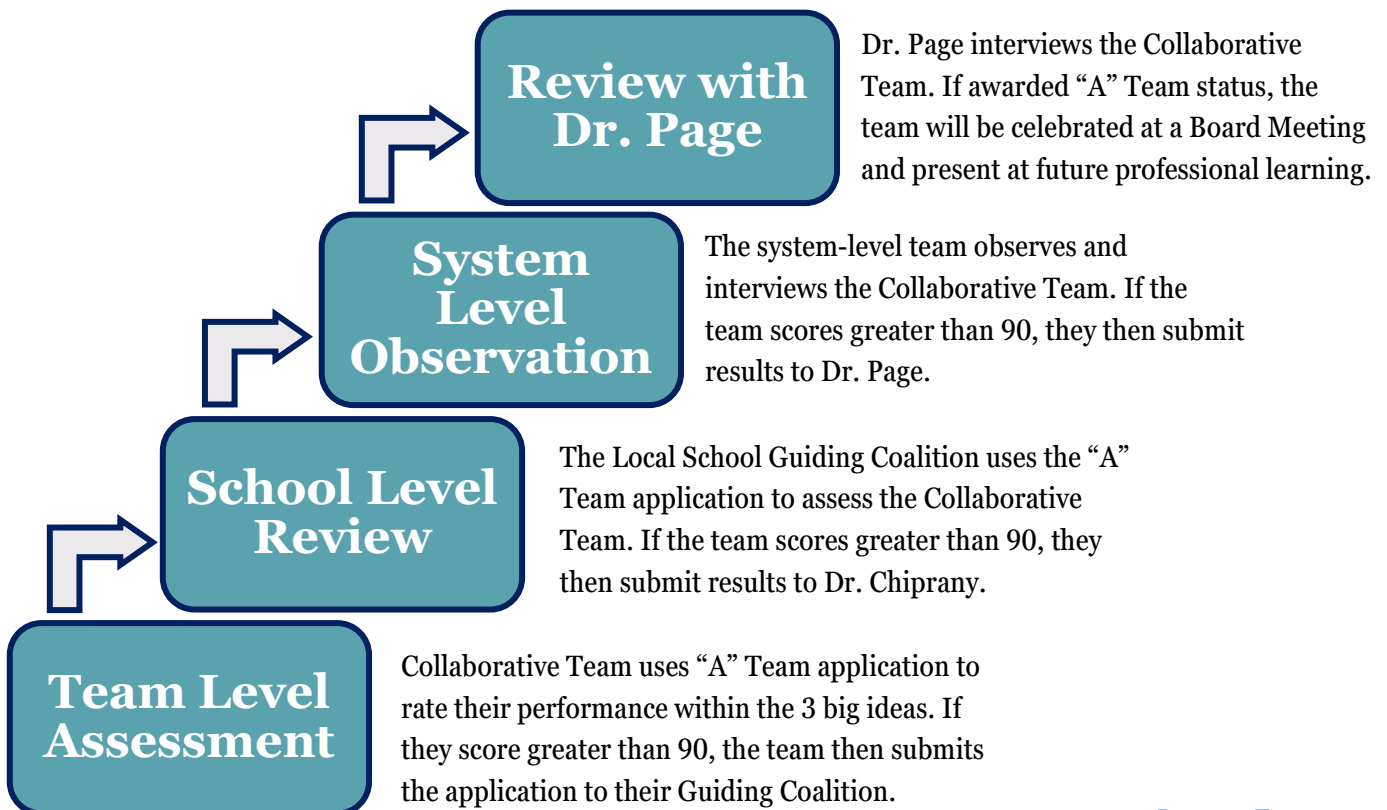 Review with
Dr. Page
Dr. Page interviews the Collaborative
Team. If awarded “A” Team status, the
team will be celebrated at a Board Meeting
and present at future professional learning.
System
Level
Observation
The system-level team observes and
interviews the Collaborative Team. If the
team scores greater than 90, they then submit
results to Dr. Page.
School Level
Review
The Local School Guiding Coalition uses the “A”
Team application to assess the Collaborative
Team. If the team scores greater than 90, they
then submit results to Dr. Chiprany.
Team Level
Assessment
Collaborative Team uses “A” Team application to
rate their performance within the 3 big ideas. If
they score greater than 90, the team then submits
the application to their Guiding Coalition.